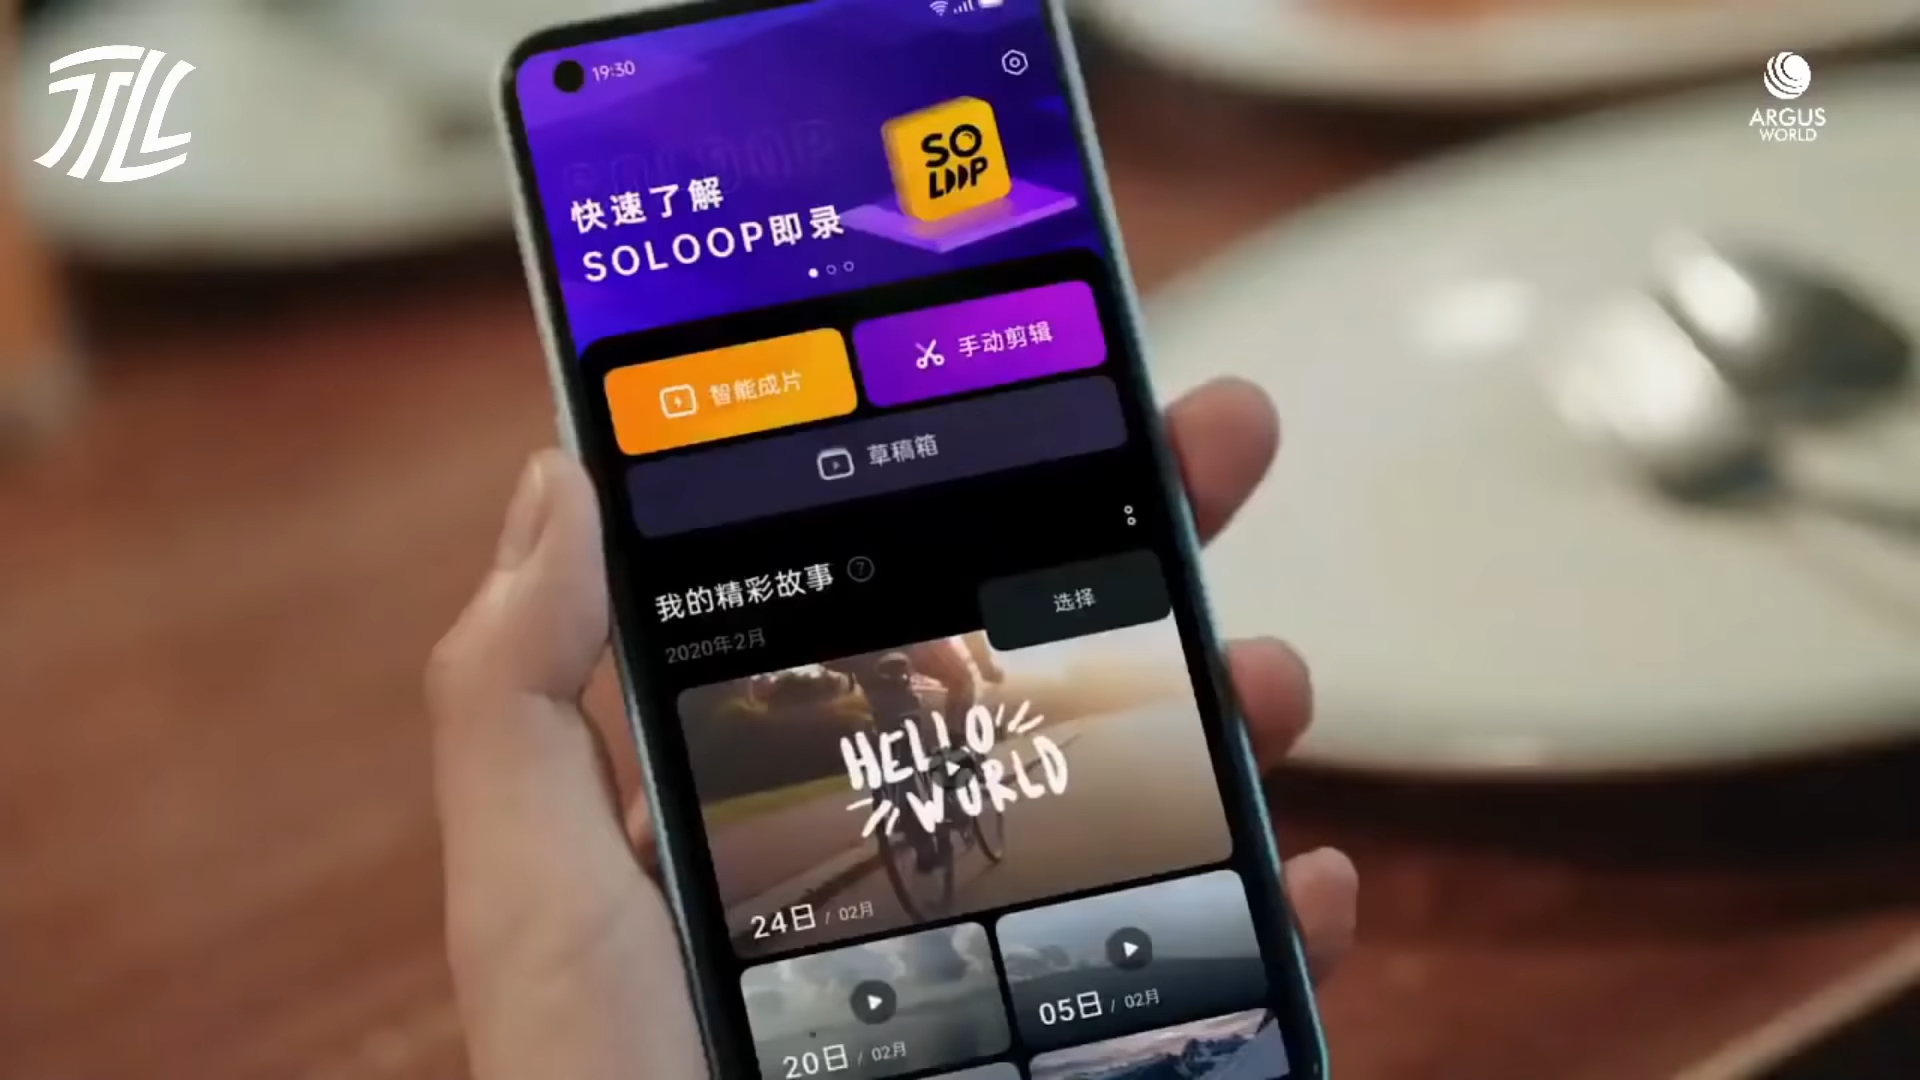 TLL
ARGUS
WORLD
19:30
SOLOOP
SO
LOOP
快速了解
SOLOOP即录
智能成片
手动剪辑
草稿箱
我的精彩故事
2020年2月
选择
HELLO
WORLD
24日 / 02月
20日 / 02月
05日 / 02月